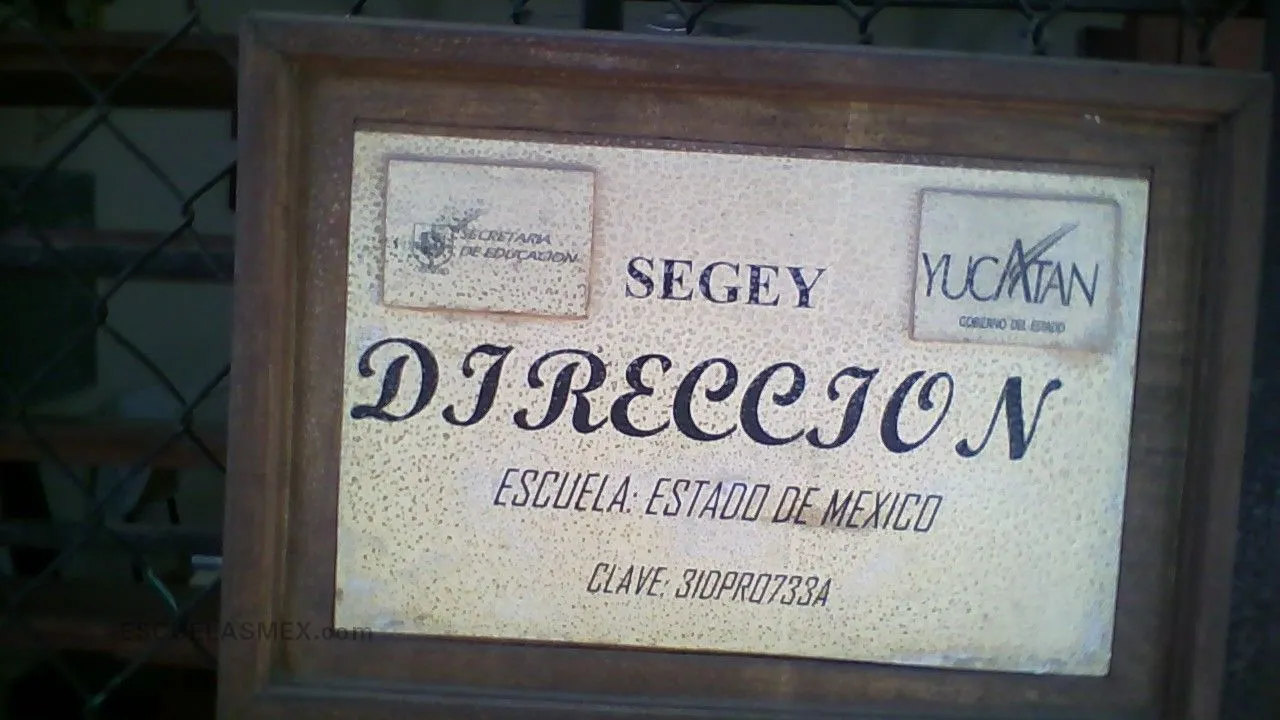 SECRETARIA
DE EDUCACION
SEGEY
YUCATAN
GOBIERNO DEL ESTADO
DIRECCION
ESCUELA: ESTADO DE MEXICO
CLAVE; 31DPR0733A
ESCUELASMEX.com